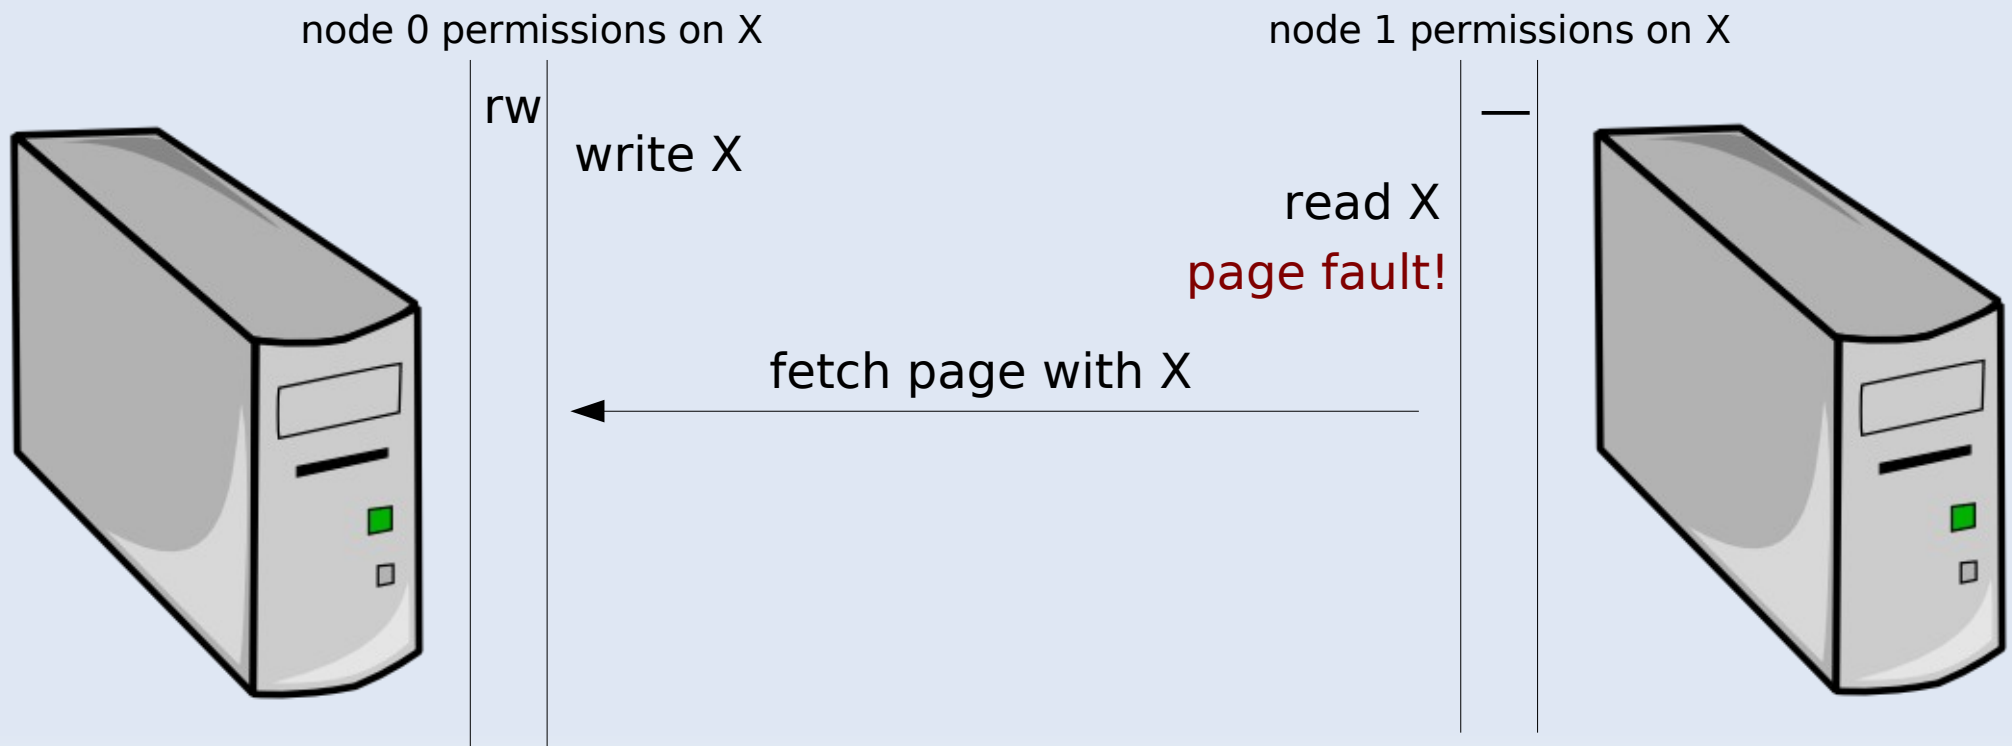 node 0 permissions on X
node 1 permissions on X
rw
—
write X
read X
page fault!
fetch page with X